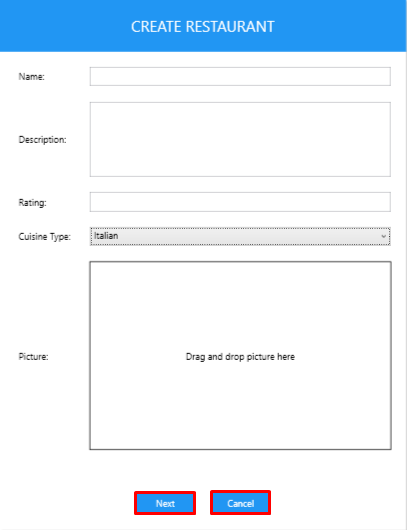 CREATE RESTAURANT
Name:
Description:
Rating:
Cuisine Type: Italian
Picture: Drag and drop picture here
Next Cancel